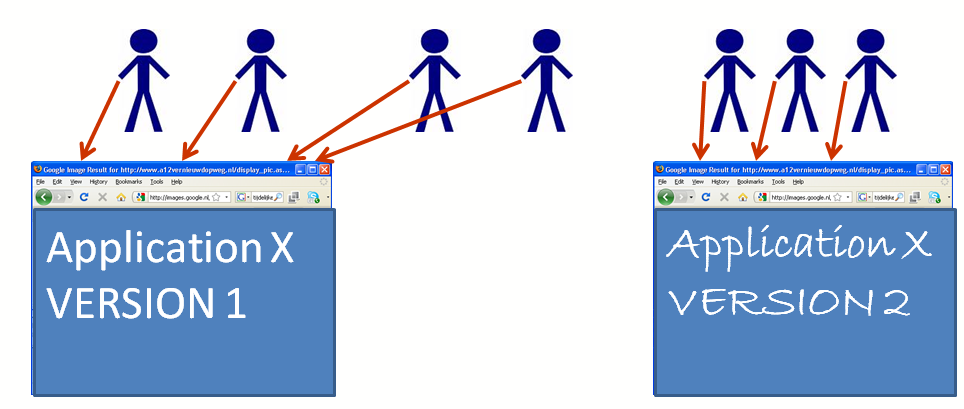 Google Image Result for http://www.a12vernieuwdopweg.nl/display_pic.as...
File Edit View History Bookmarks Tools Help
http://images.google.nl,
tijdelijke
Application X
VERSION 1
Google Image Result for http://www.a12vernieuwdopweg.nl/display_pic.as...
File Edit View History Bookmarks Tools Help
http://images.google.nl,
tijdelijke
Application X
VERSION 2